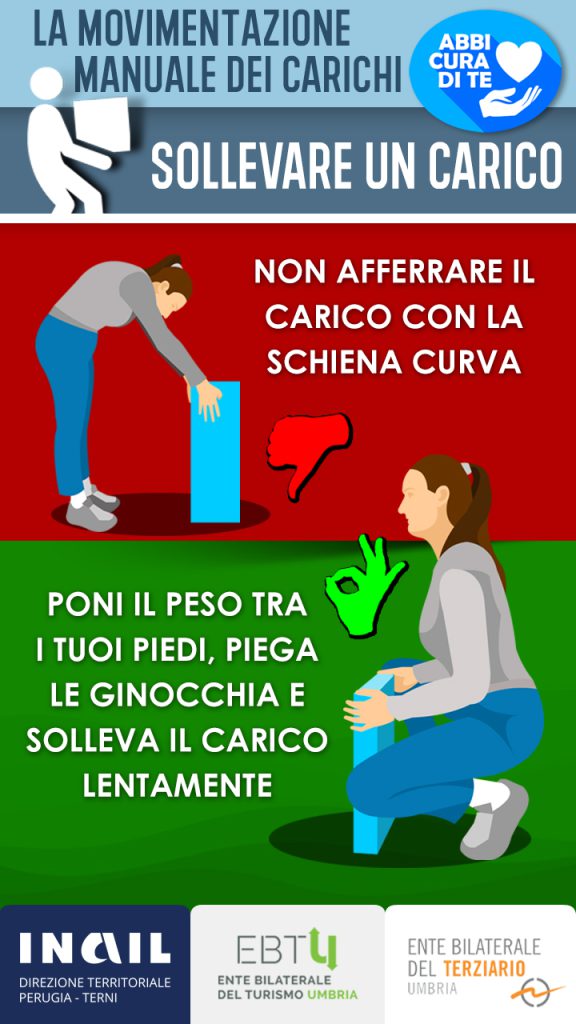 LA MOVIMENTAZIONE
MANUALE DEI CARICHI
ABBI
CURA
DI TE
SOLLEVARE UN CARICO
NON AFFERRARE IL
CARICO CON LA
SCHIENA CURVA
PONI IL PESO TRA
I TUOI PIEDI, PIEGA
LE GINOCCHIA E
SOLLEVA IL CARICO
LENTAMENTE
INAIL
DIREZIONE TERRITORIALE
PERUGIA - TERNI
EBTU
ENTE BILATERALE
DEL TURISMO UMBRIA
ENTE BILATERALE
DEL TERZIARIO
UMBRIA